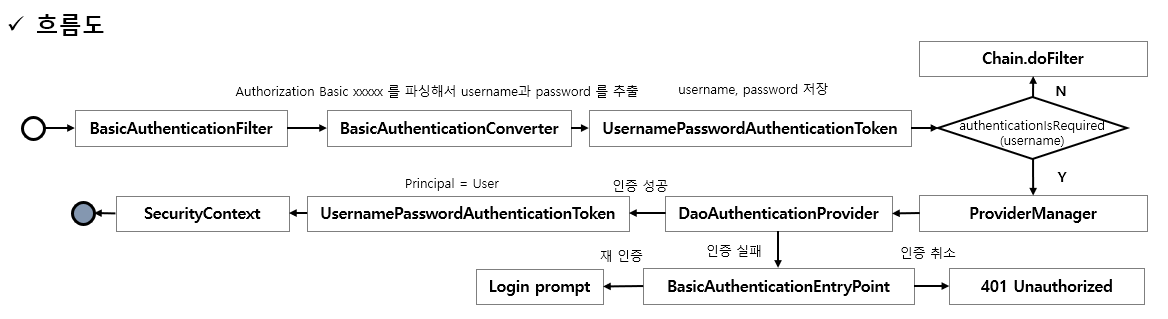 ✓ 흐름도
Chain.doFilter
Authorization Basic xxxxx 를 파싱해서 username과 password 를 추출
username, password 저장
N
BasicAuthenticationFilter
BasicAuthenticationConverter
UsernamePasswordAuthenticationToken
authenticationIsRequired
(username)
Y
Principal = User
인증 성공
SecurityContext
UsernamePasswordAuthenticationToken
DaoAuthenticationProvider
ProviderManager
재 인증
인증 실패
인증 취소
Login prompt
BasicAuthenticationEntryPoint
401 Unauthorized